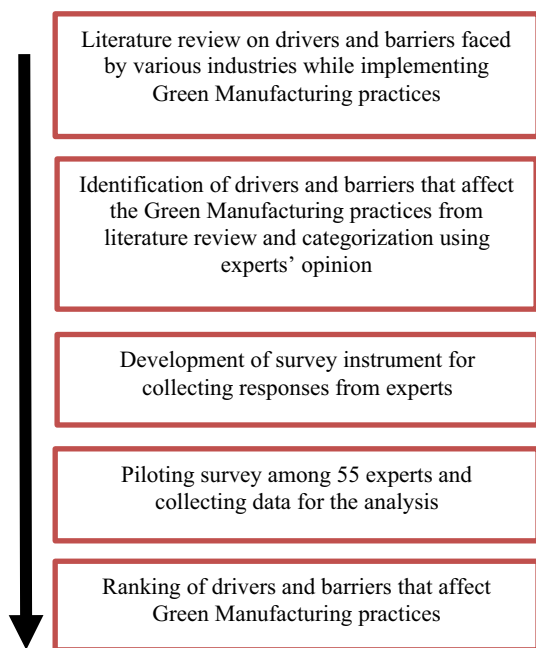 Literature review on drivers and barriers faced
by various industries while implementing
Green Manufacturing practices
Identification of drivers and barriers that affect
the Green Manufacturing practices from
literature review and categorization using
experts’ opinion
Development of survey instrument for
collecting responses from experts
Piloting survey among 55 experts and
collecting data for the analysis
Ranking of drivers and barriers that affect
Green Manufacturing practices